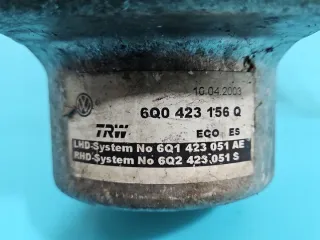 10.04.2003
6Q0 423 156 Q
TRW ECO ES
LHD-System No 6Q1 423 051 AE
RHD-System No 6Q2 423 051 S